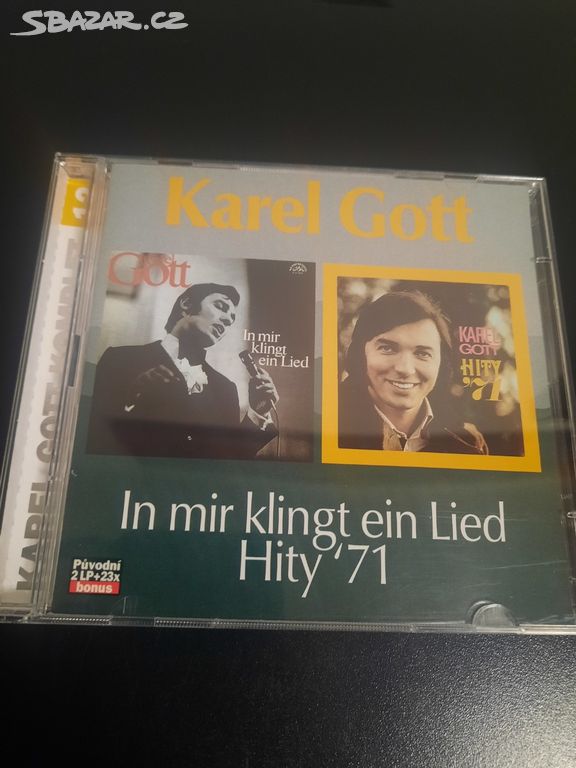 SBAZAR.CZ
Karel Gott
Gott
In mir
klingt
ein Lied
KAREL
GOTT
HITY
'71
In mir klingt ein Lied
Hity '71
Původní
2 LP+23x
bonus
KAREL GOTT KOMPLET